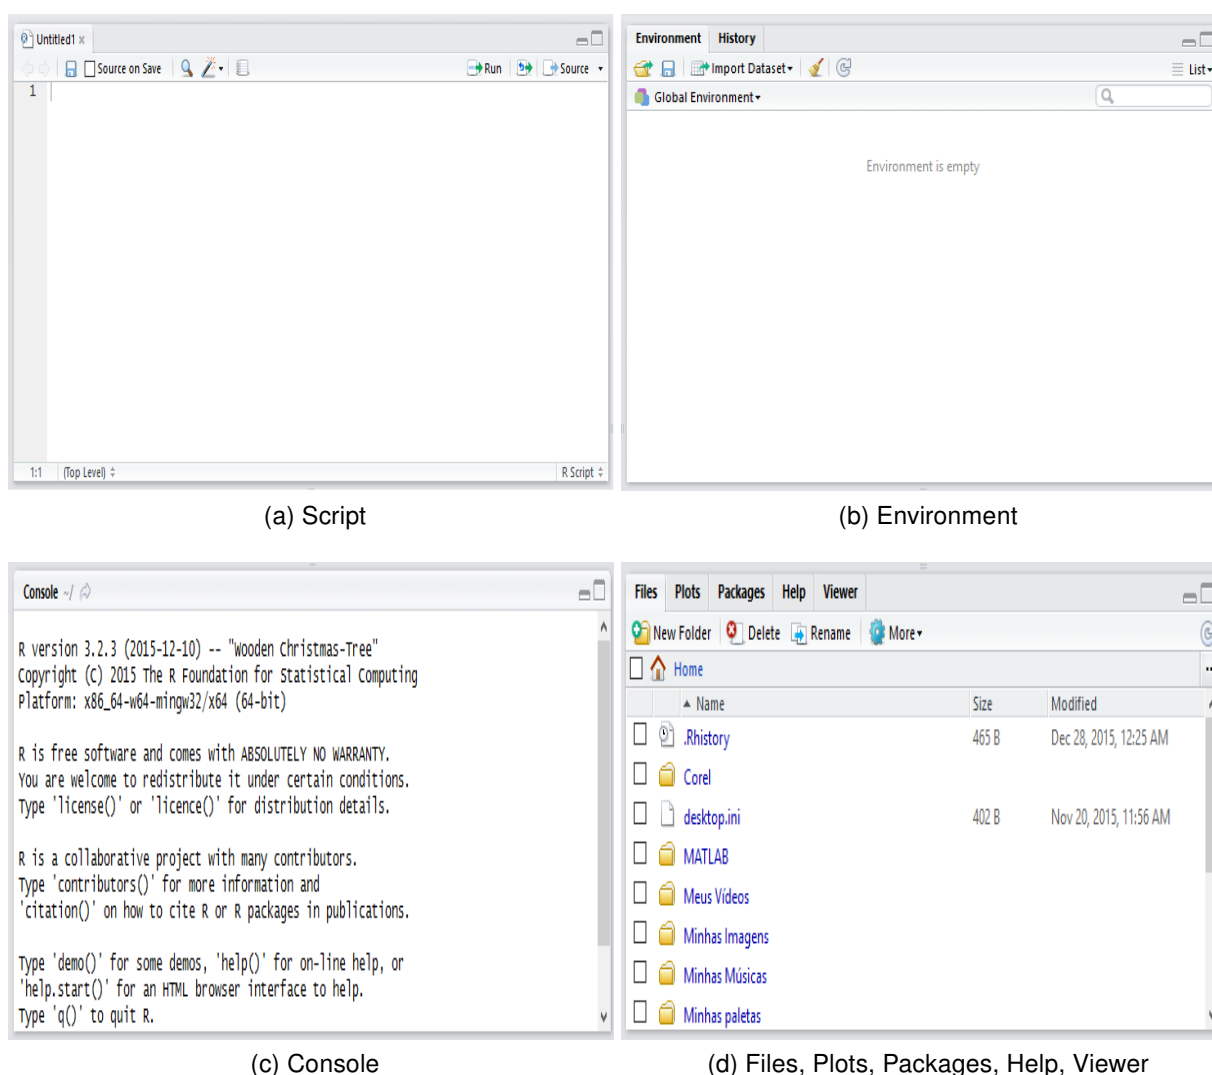 Untitled1 ×
Source on Save
Run
Source
1
1:1 (Top Level) R Script
(a) Script
Environment History
Import Dataset
List
Global Environment
Environment is empty
(b) Environment
Console ~/
R version 3.2.3 (2015-12-10) -- "Wooden Christmas-Tree"
Copyright (C) 2015 The R Foundation for Statistical Computing
Platform: x86_64-w64-mingw32/x64 (64-bit)
R is free software and comes with ABSOLUTELY NO WARRANTY.
You are welcome to redistribute it under certain conditions.
Type 'license()' or 'licence()' for distribution details.
R is a collaborative project with many contributors.
Type 'contributors()' for more information and
'citation()' on how to cite R or R packages in publications.
Type 'demo()' for some demos, 'help()' for on-line help, or
'help.start()' for an HTML browser interface to help.
Type 'q()' to quit R.
(c) Console
Files Plots Packages Help Viewer
New Folder Delete Rename More
Home
Name Size Modified
.Rhistory 465 B Dec 28, 2015, 12:25 AM
Corel
desktop.ini 402 B Nov 20, 2015, 11:56 AM
MATLAB
Meus Vídeos
Minhas Imagens
Minhas Músicas
Minhas paletas
(d) Files, Plots, Packages, Help, Viewer